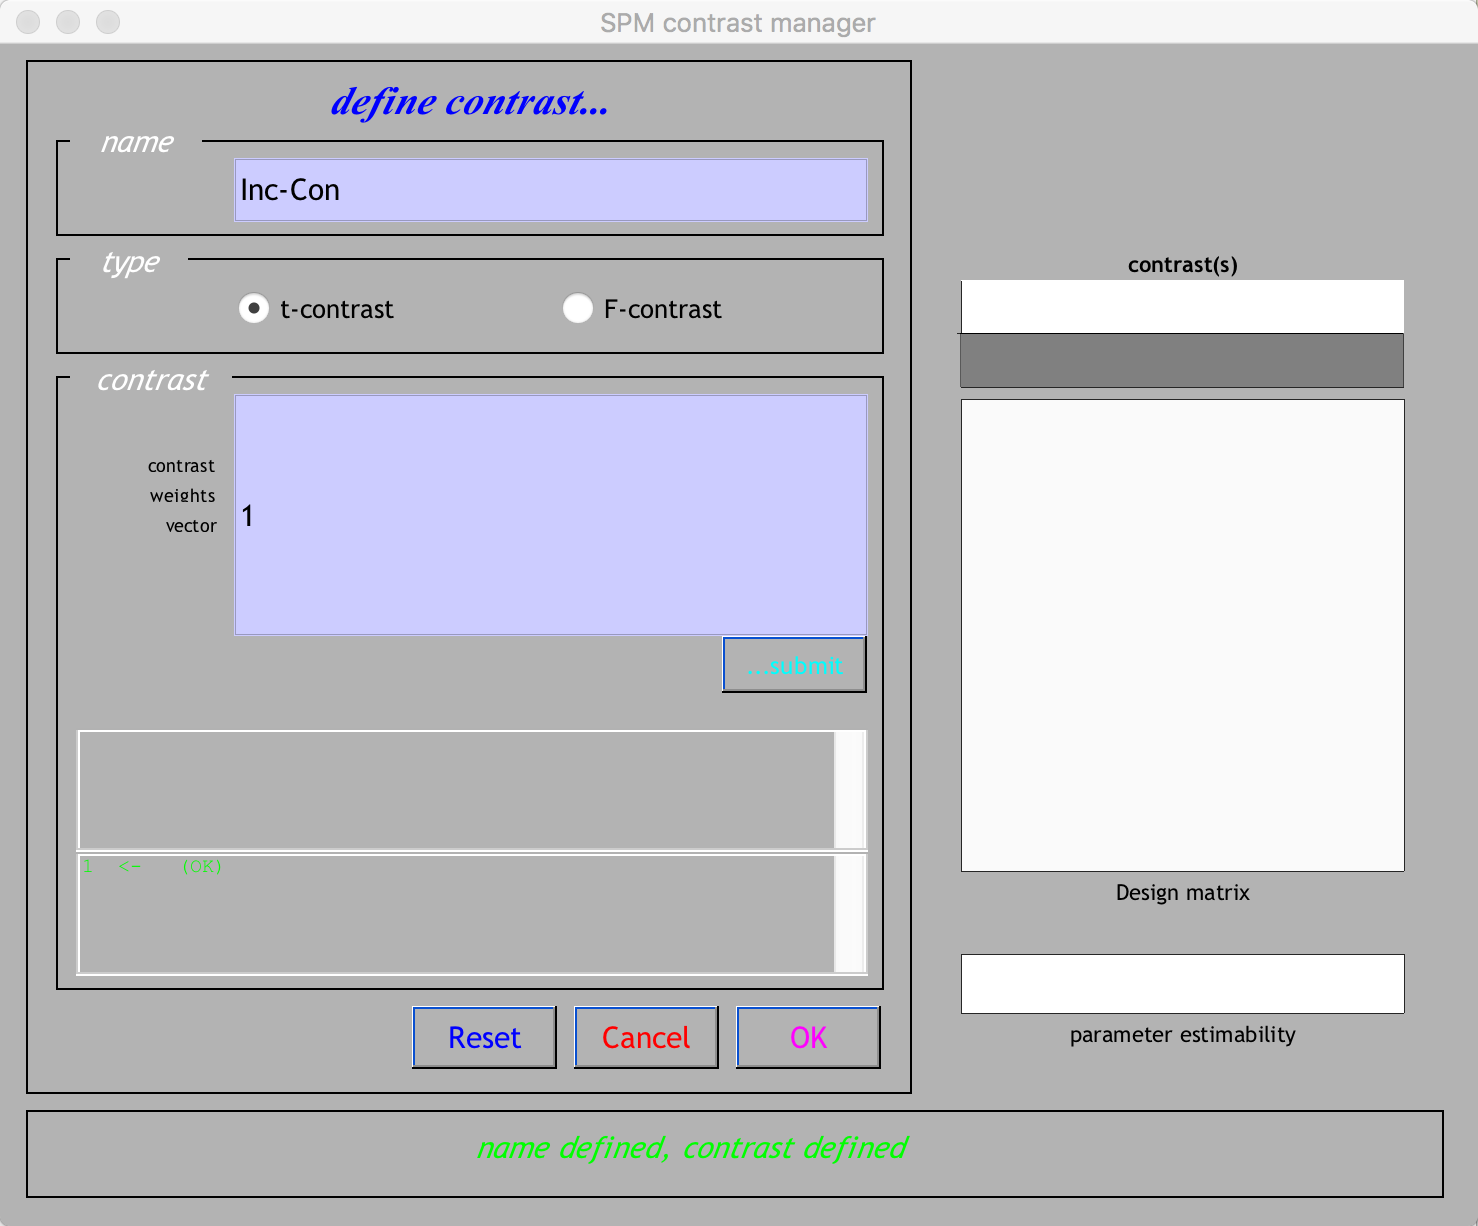 SPM contrast manager
define contrast...
name
Inc-Con
type
t-contrast
F-contrast
contrast
contrast
weights
vector
1
...submit
1 <- (OK)
Reset
Cancel
OK
contrast(s)
Design matrix
parameter estimability
name defined, contrast defined